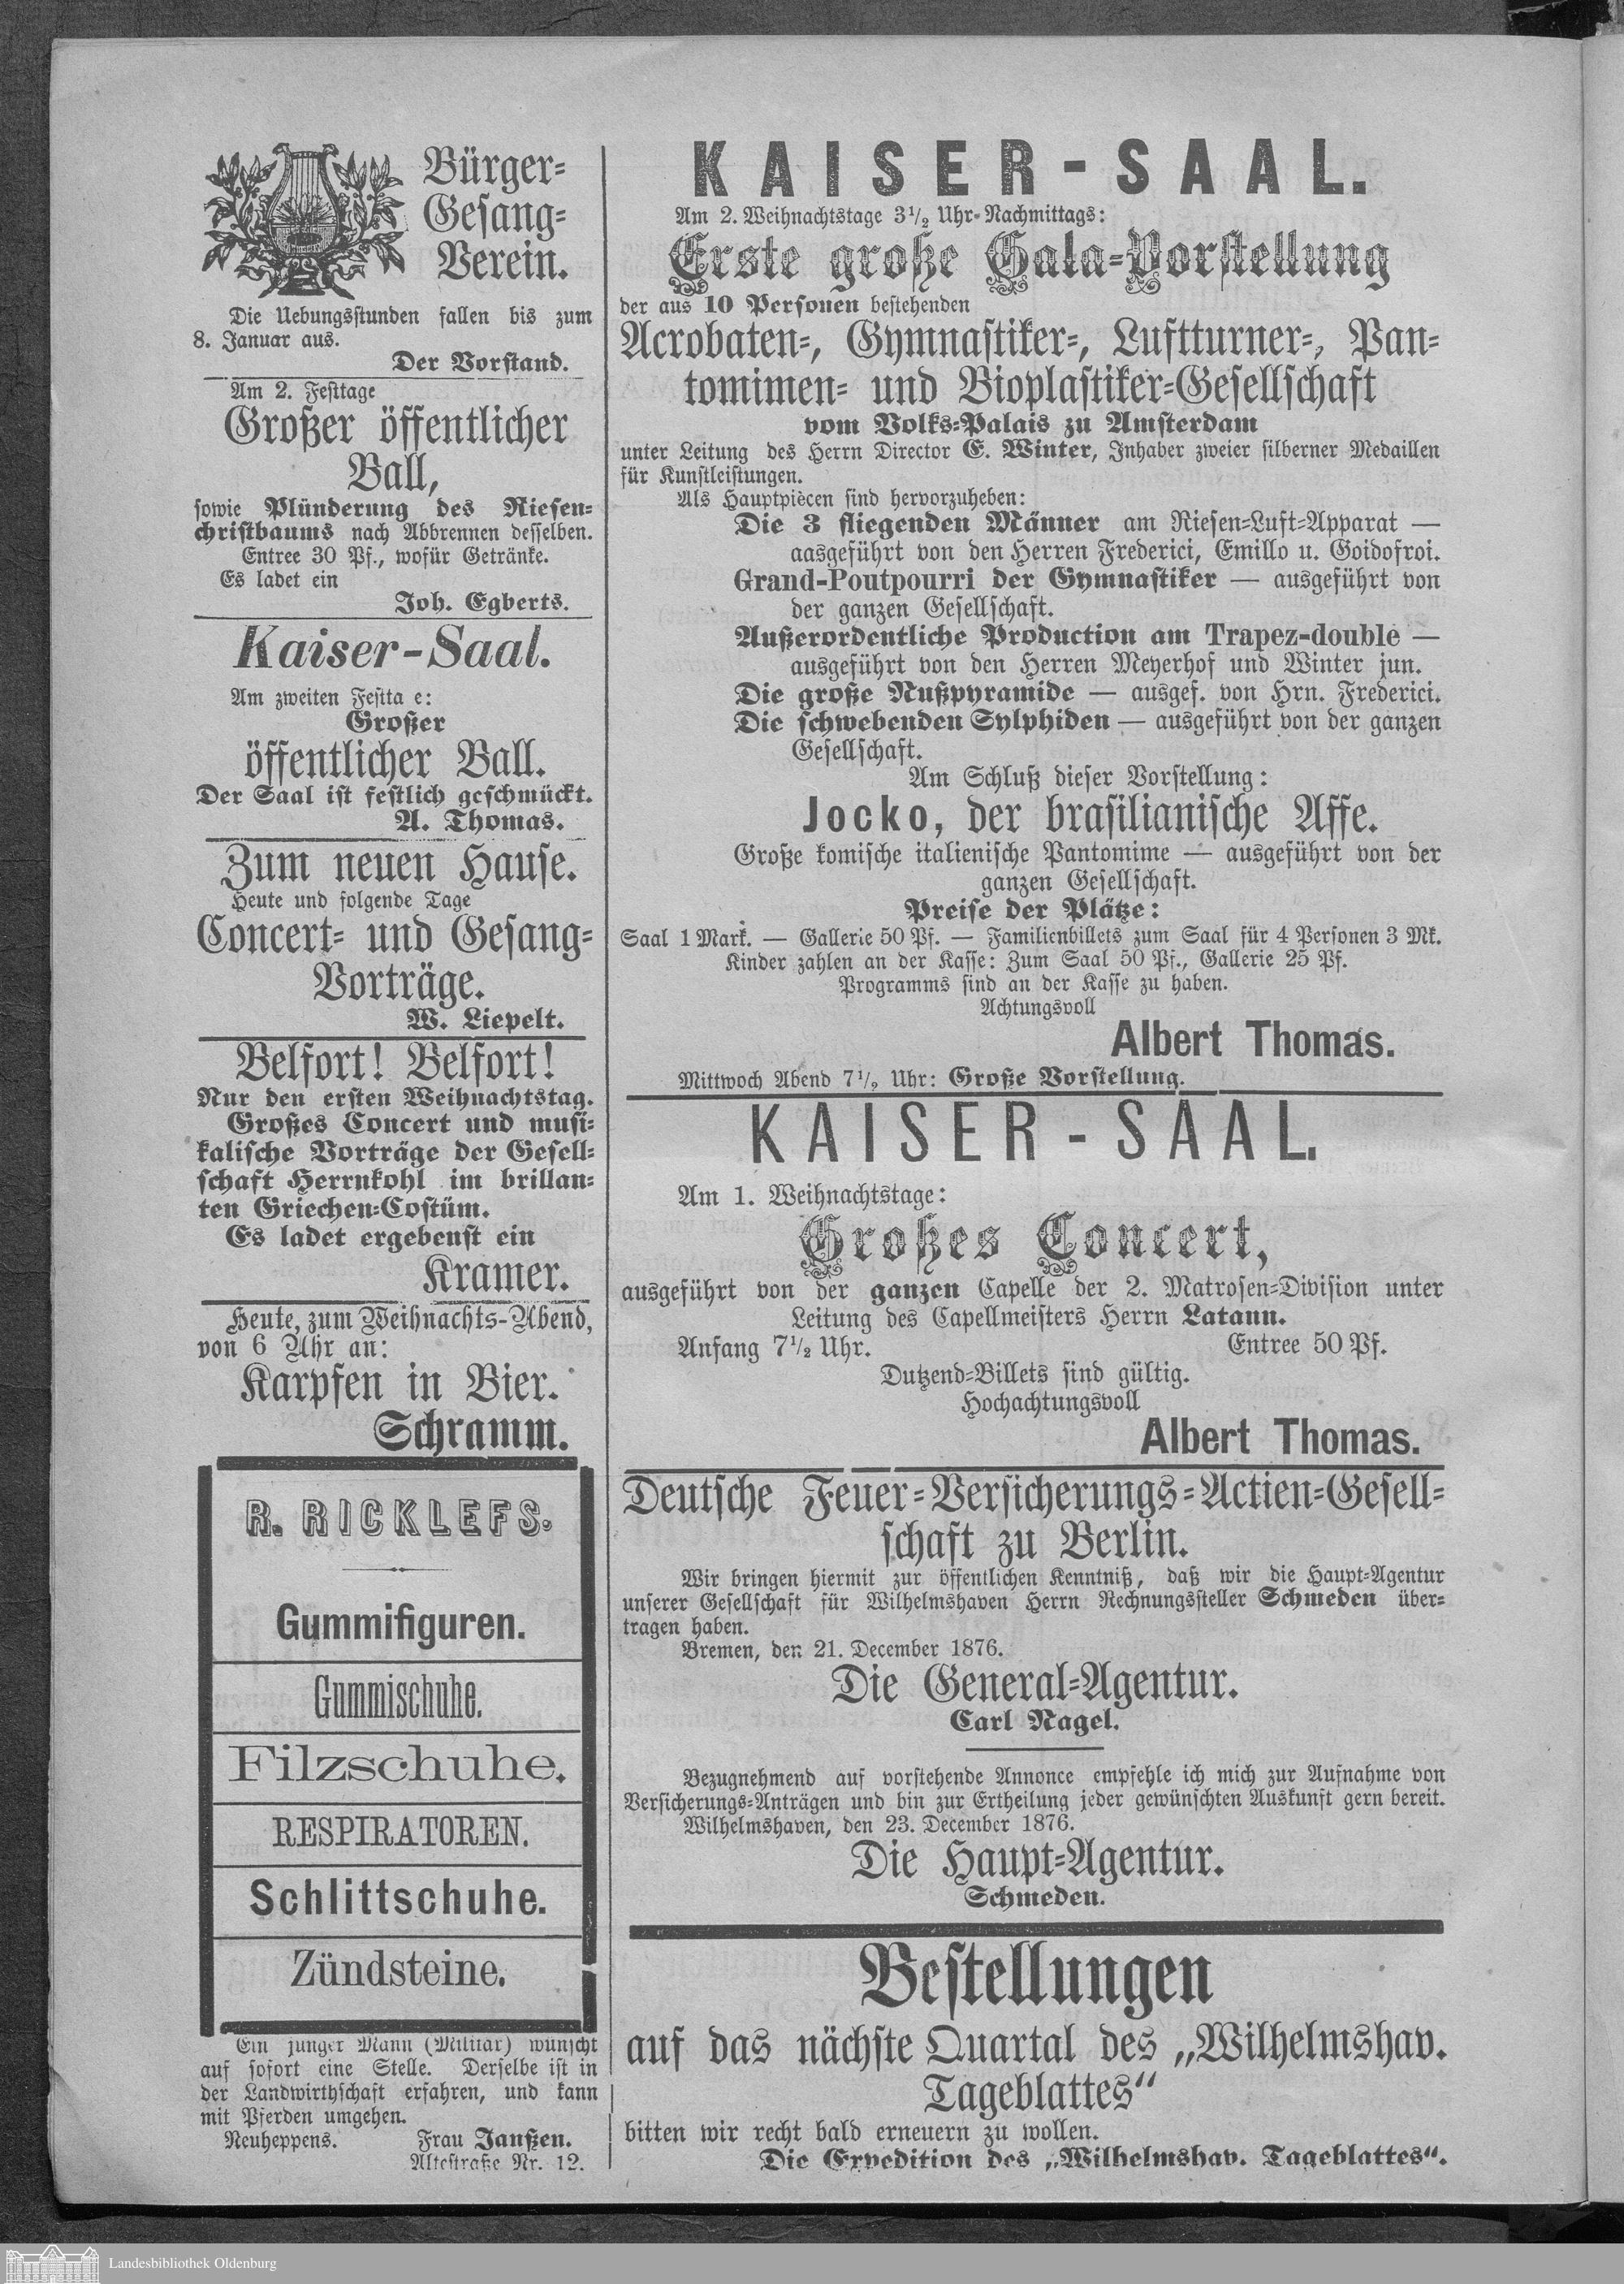 Bürger-
Gesang-
Verein.
Die Uebungsstunden fallen bis zum
8. Januar aus.
Der Vorstand.
Am 2. Festtage
Großer öffentlicher
Ball,
sowie Plünderung des Riesen-
christbaums nach Abbrennen desselben.
Entree 30 Pf., wofür Getränke.
Es ladet ein
Joh. Egberts.
Kaiser-Saal.
Am zweiten Festta e:
Großer
öffentlicher Ball.
Der Saal ist festlich geschmückt.
A. Thomas.
Zum neuen Hause.
Heute und folgende Tage
Concert- und Gesang-
Vorträge.
W. Liepelt.
Belfort! Belfort!
Nur den ersten Weihnachtstag.
Großes Concert und musi-
kalische Vorträge der Gesell-
schaft Herrnkohl im brillan-
ten Griechen-Costüm.
Es ladet ergebenst ein
Kramer.
Heute, zum Weihnachts-Abend,
von 6 Uhr an:
Karpfen in Bier.
Schramm.
R. RICKLEFS.
Gummifiguren.
Gummischuhe.
Filzschuhe.
RESPIRATOREN.
Schlittschuhe.
Zündsteine.
Ein junger Mann (Militär) wünscht
auf sofort eine Stelle. Derselbe ist in
der Landwirthschaft erfahren, und kann
mit Pferden umgehen.
Neuheppens. Frau Janßen.
Altestraße Nr. 12.
KAISER-SAAL.
Am 2. Weihnachtstage 3½ Uhr-Nachmittags:
Erste große Gala-Vorstellung
der aus 10 Personen bestehenden
Acrobaten-, Gymnastiker-, Luftturner-, Pan-
tomimen- und Bioplastiker-Gesellschaft
vom Volks-Palais zu Amsterdam
unter Leitung des Herrn Director E. Winter, Inhaber zweier silberner Medaillen
für Kunstleistungen.
Als Hauptpiècen sind hervorzuheben:
Die 3 fliegenden Männer am Riesen-Luft-Apparat —
aasgeführt von den Herren Frederici, Emillo u. Goidofroi.
Grand-Poutpourri der Gymnastiker — ausgeführt von
der ganzen Gesellschaft.
Außerordentliche Production am Trapez-double —
ausgeführt von den Herren Meyerhof und Winter jun.
Die große Nußpyramide — ausgef. von Hrn. Frederici.
Die schwebenden Sylphiden — ausgeführt von der ganzen
Gesellschaft.
Am Schluß dieser Vorstellung:
Jocko, der brasilianische Affe.
Große komische italienische Pantomime — ausgeführt von der
ganzen Gesellschaft.
Preise der Plätze:
Saal 1 Mark. — Gallerie 50 Pf. — Familienbillets zum Saal für 4 Personen 3 Mk.
Kinder zahlen an der Kasse: Zum Saal 50 Pf., Gallerie 25 Pf.
Programms sind an der Kasse zu haben.
Achtungsvoll
Albert Thomas.
Mittwoch Abend 7½ Uhr: Große Vorstellung.
KAISER-SAAL.
Am 1. Weihnachtstage:
Großes Concert,
ausgeführt von der ganzen Capelle der 2. Matrosen-Division unter
Leitung des Capellmeisters Herrn Latann.
Anfang 7½ Uhr. Entree 50 Pf.
Dutzend-Billets sind gültig.
Hochachtungsvoll
Albert Thomas.
Deutsche Feuer-Versicherungs-Actien-Gesell-
schaft zu Berlin.
Wir bringen hiermit zur öffentlichen Kenntniß, daß wir die Haupt-Agentur
unserer Gesellschaft für Wilhelmshaven Herrn Rechnungssteller Schmeden über-
tragen haben.
Bremen, den 21. December 1876.
Die General-Agentur.
Carl Nagel.
Bezugnehmend auf vorstehende Annonce empfehle ich mich zur Aufnahme von
Versicherungs-Anträgen und bin zur Ertheilung jeder gewünschten Auskunft gern bereit.
Wilhelmshaven, den 23. December 1876.
Die Haupt-Agentur.
Schmeden.
Bestellungen
auf das nächste Quartal des „Wilhelmshav.
Tageblattes“
bitten wir recht bald erneuern zu wollen.
Die Expedition des „Wilhelmshav. Tageblattes“.
Landesbibliothek Oldenburg